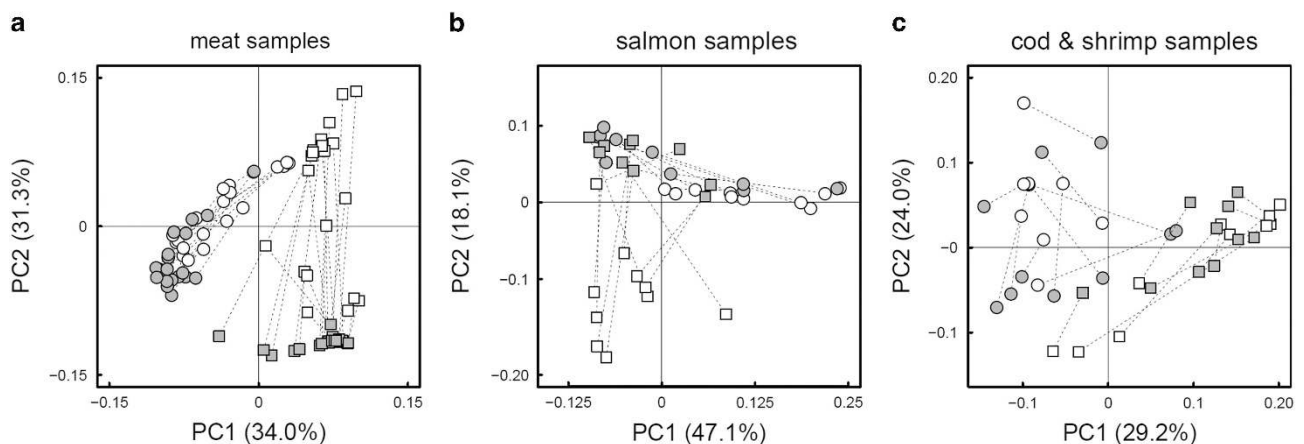 a
meat samples
0.15
0
−0.15
−0.15
0
0.15
PC2 (31.3%)
PC1 (34.0%)
b
salmon samples
0.1
0
−0.1
−0.20
−0.125
0
0.125
0.25
PC2 (18.1%)
PC1 (47.1%)
c
cod & shrimp samples
0.20
0.1
−0
−0.1
−0.1
0
0.1
0.20
PC2 (24.0%)
PC1 (29.2%)